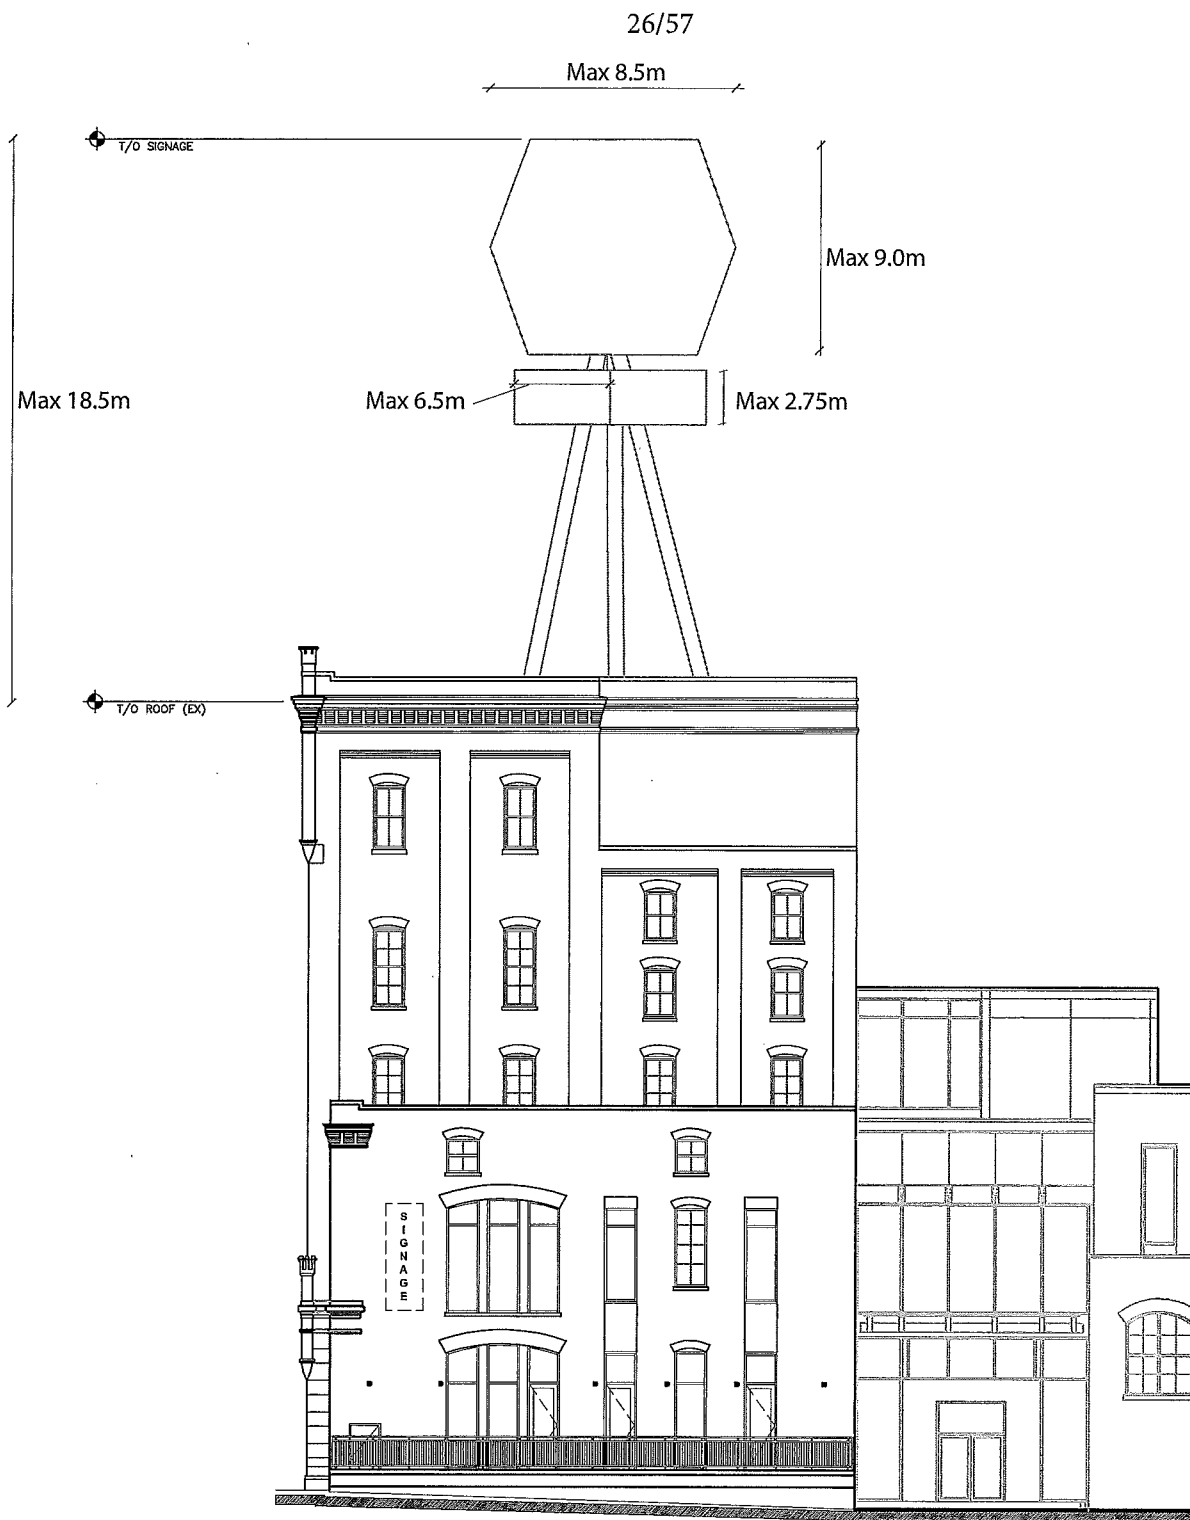 26/57
Max 8.5m
T/O SIGNAGE
Max 9.0m
Max 18.5m
Max 6.5m
Max 2.75m
T/O ROOF (EX)
SIGNAGE